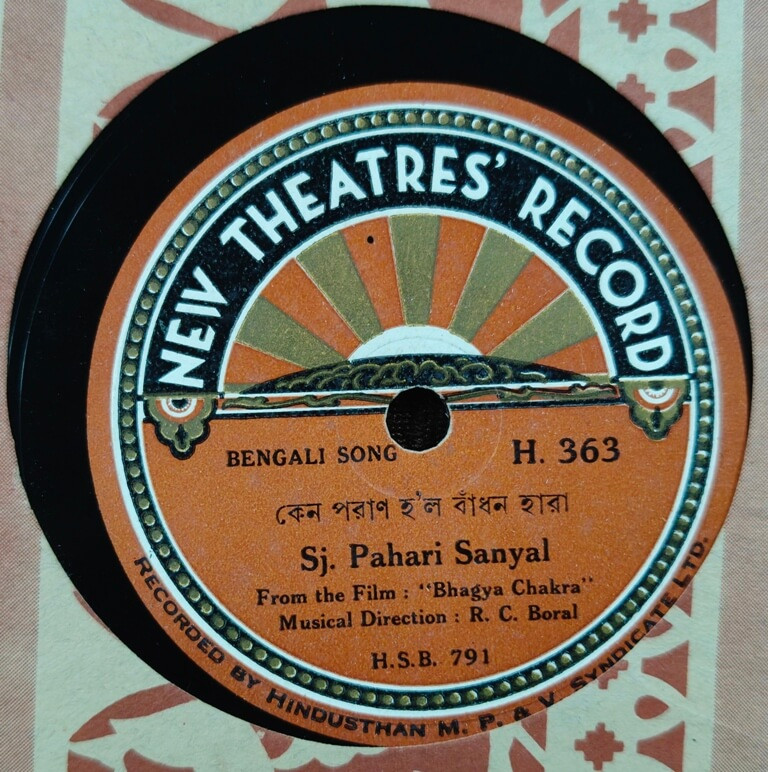 NEW THEATRES' RECORD
BENGALI SONG
H. 363
কেন পরাণ হ'ল বাঁধন হারা
Sj. Pahari Sanyal
From the Film : "Bhagya Chakra"
Musical Direction : R. C. Boral
H.S.B. 791
RECORDED BY HINDUSTHAN M. P. & V. SYNDICATE LTD.